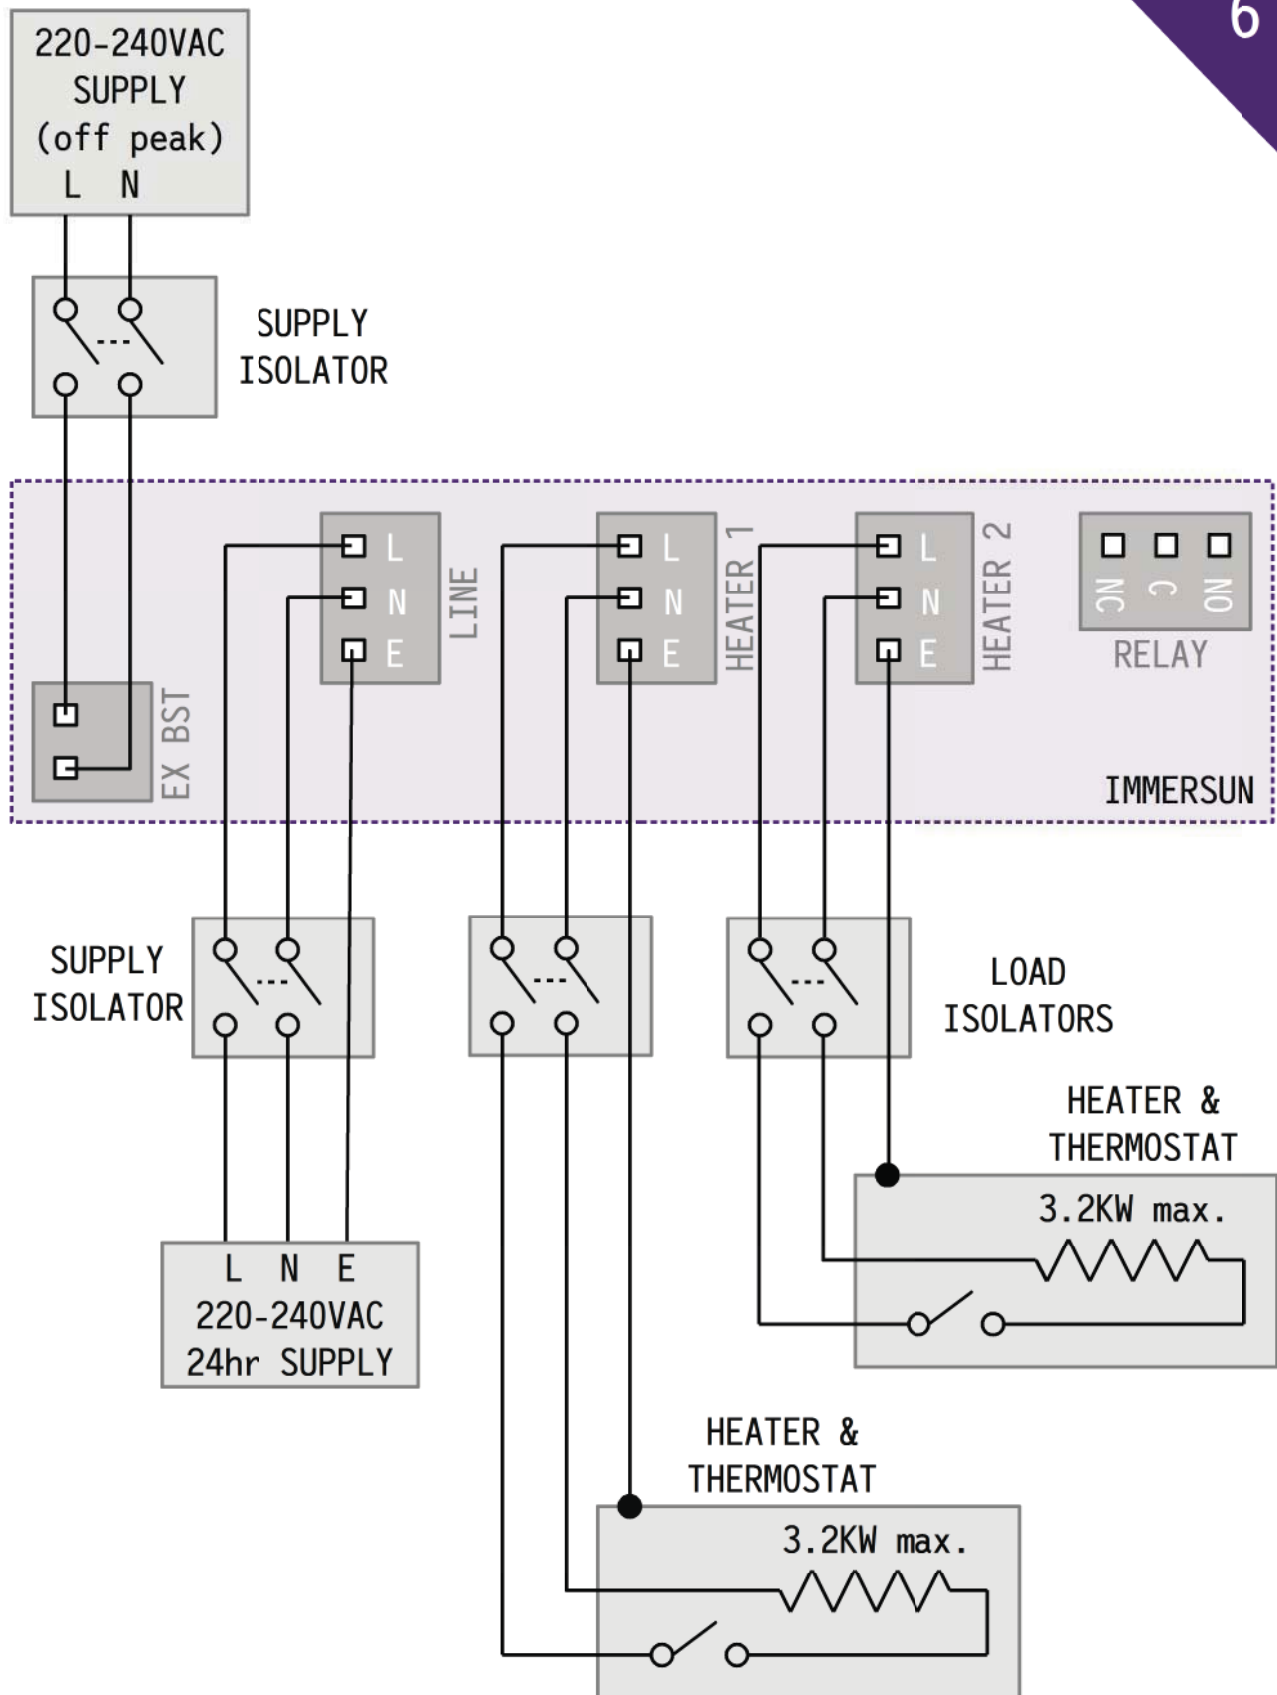 6
220-240VAC
SUPPLY
(off peak)
L N
SUPPLY
ISOLATOR
L
N
E
LINE
L
N
E
HEATER 1
L
N
E
HEATER 2
NC C NO
RELAY
EX BST
IMMERSUN
SUPPLY
ISOLATOR
LOAD
ISOLATORS
HEATER &
THERMOSTAT
3.2KW max.
L N E
220-240VAC
24hr SUPPLY
HEATER &
THERMOSTAT
3.2KW max.